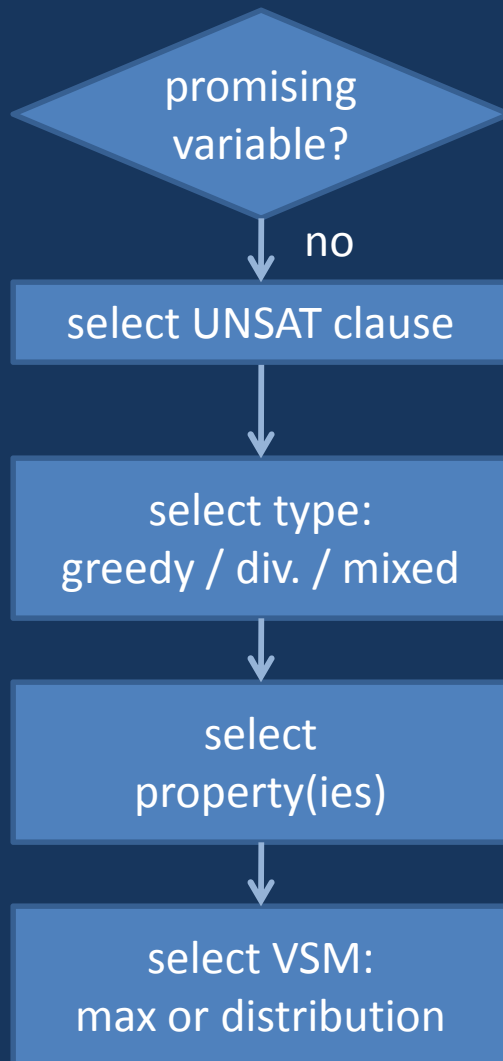 promising
variable?
no
select UNSAT clause
select type:
greedy / div. / mixed
select
property(ies)
select VSM:
max or distribution